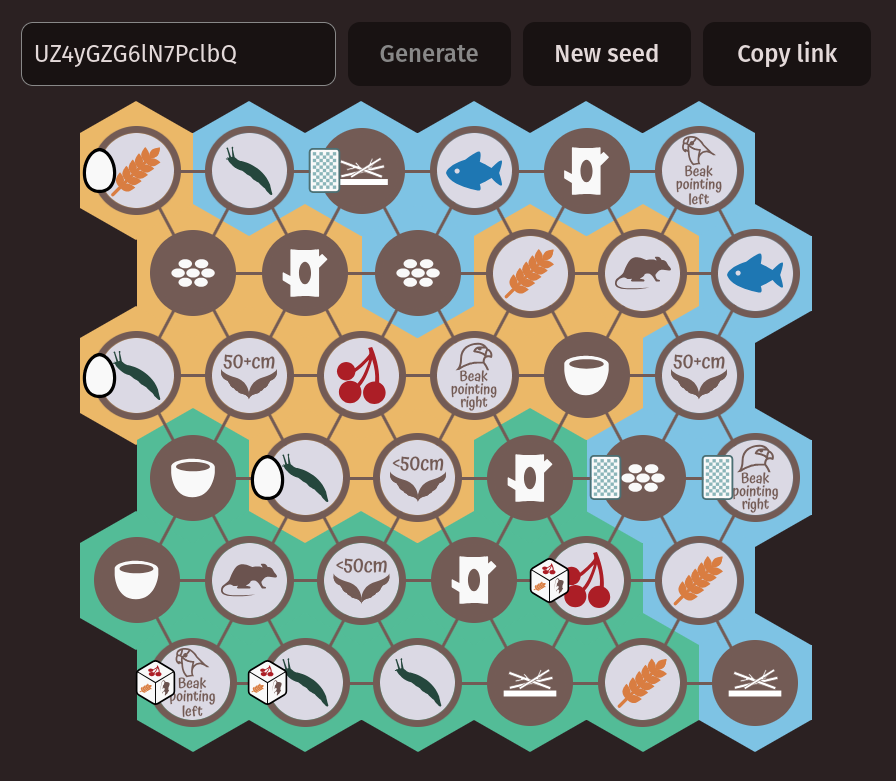 UZ4yGZG6lN7PclbQ
Generate
New seed
Copy link
Beak
pointing
left
50+cm
Beak
pointing
right
50+cm
<50cm
Beak
pointing
right
<50cm
Beak
pointing
left